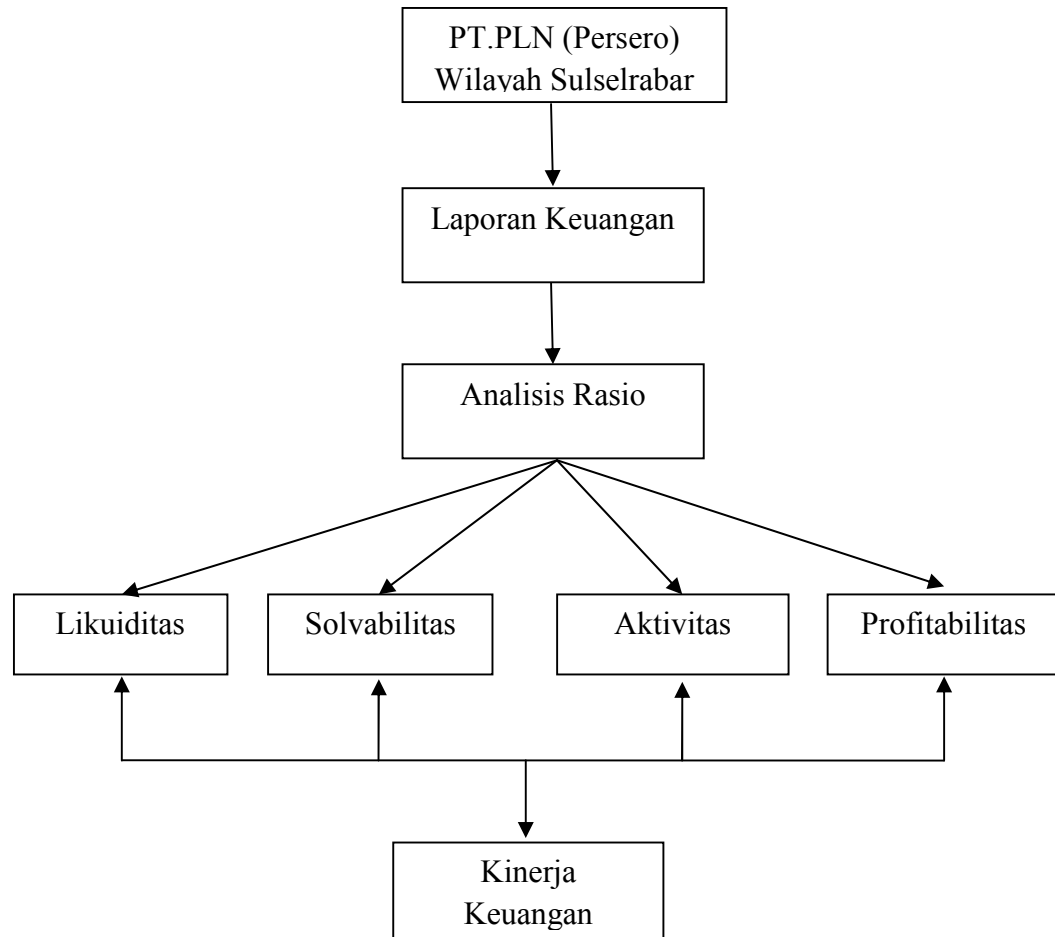 PT.PLN (Persero)
Wilayah Sulselrabar
Laporan Keuangan
Analisis Rasio
Likuiditas
Solvabilitas
Aktivitas
Profitabilitas
Kinerja
Keuangan